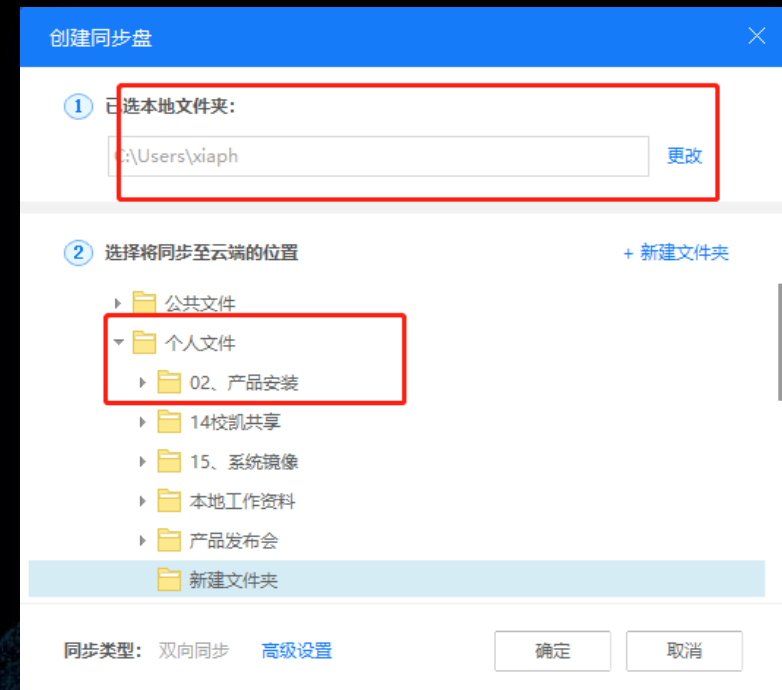 创建同步盘
1 已选本地文件夹：
C:\Users\xiaph 更改
2 选择将同步至云端的位置 + 新建文件夹
公共文件
个人文件
02、产品安装
14校凯共享
15、系统镜像
本地工作资料
产品发布会
新建文件夹
同步类型： 双向同步 高级设置 确定 取消